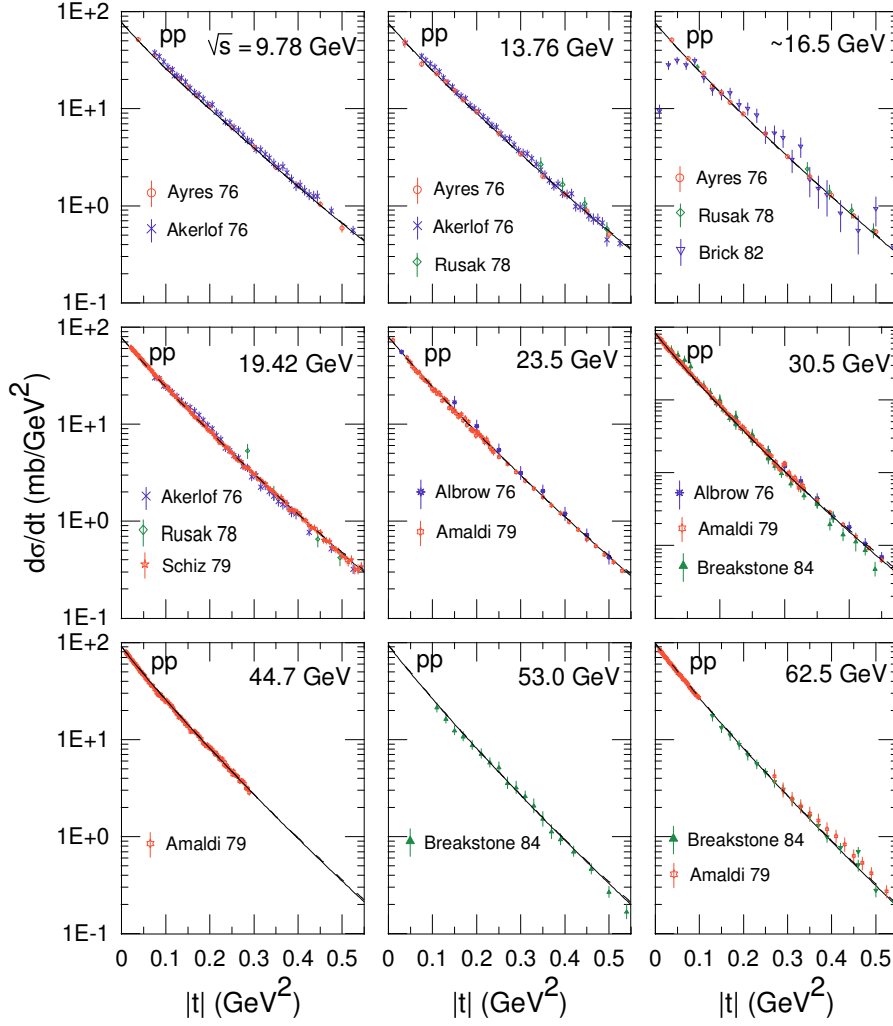 1E+2
pp
√s = 9.78 GeV
1E+1
Ayres 76
Akerlof 76
1E+0
1E-1
pp
13.76 GeV
Ayres 76
Akerlof 76
Rusak 78
pp
~16.5 GeV
Ayres 76
Rusak 78
Brick 82
1E+2
pp
19.42 GeV
1E+1
Akerlof 76
Rusak 78
Schiz 79
1E+0
1E-1
pp
23.5 GeV
Albrow 76
Amaldi 79
pp
30.5 GeV
Albrow 76
Amaldi 79
Breakstone 84
dσ/dt (mb/GeV²)
1E+2
pp
44.7 GeV
1E+1
Amaldi 79
1E+0
1E-1
pp
53.0 GeV
Breakstone 84
pp
62.5 GeV
Breakstone 84
Amaldi 79
0 0.1 0.2 0.3 0.4 0.5
0 0.1 0.2 0.3 0.4 0.5
0 0.1 0.2 0.3 0.4 0.5
|t| (GeV²)
|t| (GeV²)
|t| (GeV²)